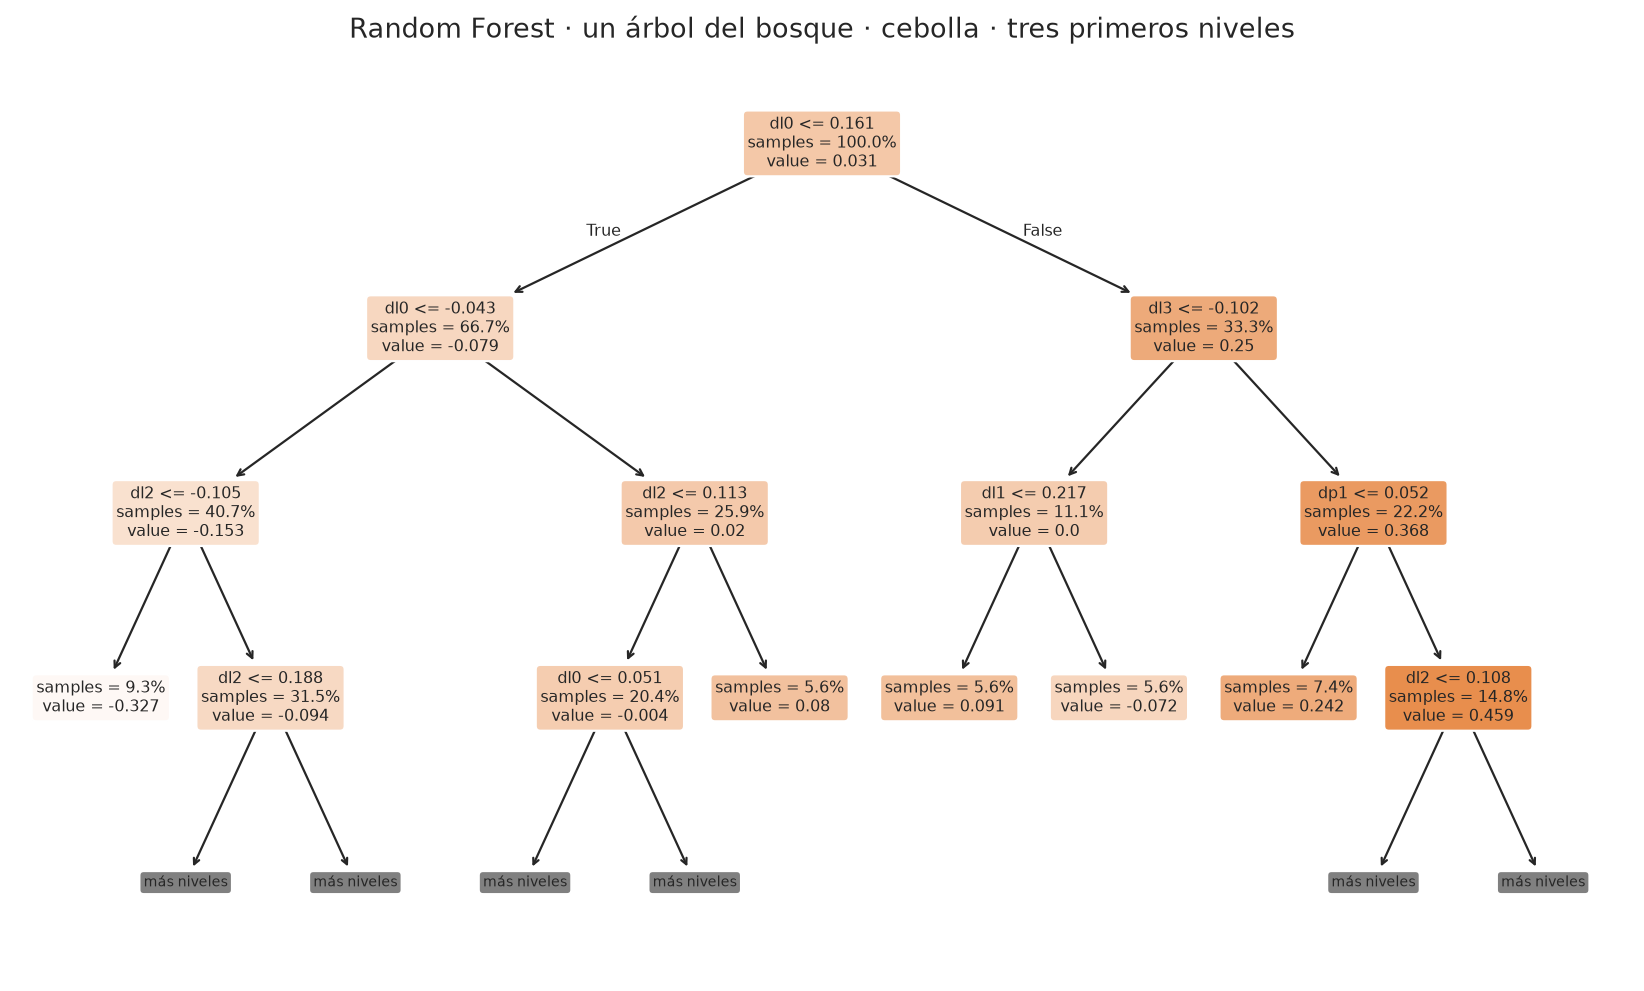 Random Forest · un árbol del bosque · cebolla · tres primeros niveles
dl0 <= 0.161
samples = 100.0%
value = 0.031
True
False
dl0 <= -0.043
samples = 66.7%
value = -0.079
dl3 <= -0.102
samples = 33.3%
value = 0.25
dl2 <= -0.105
samples = 40.7%
value = -0.153
dl2 <= 0.113
samples = 25.9%
value = 0.02
dl1 <= 0.217
samples = 11.1%
value = 0.0
dp1 <= 0.052
samples = 22.2%
value = 0.368
samples = 9.3%
value = -0.327
dl2 <= 0.188
samples = 31.5%
value = -0.094
dl0 <= 0.051
samples = 20.4%
value = -0.004
samples = 5.6%
value = 0.08
samples = 5.6%
value = 0.091
samples = 5.6%
value = -0.072
samples = 7.4%
value = 0.242
dl2 <= 0.108
samples = 14.8%
value = 0.459
más niveles
más niveles
más niveles
más niveles
más niveles
más niveles